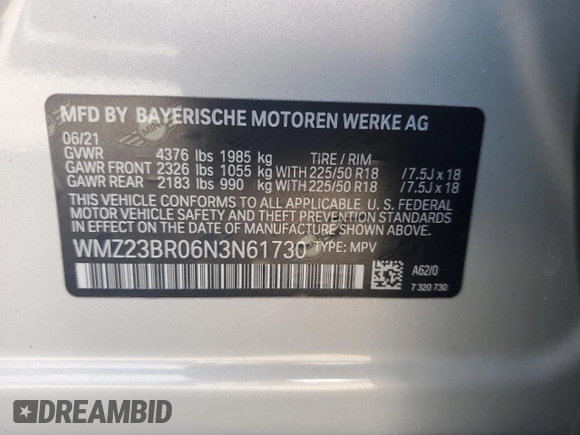 MFD BY BAYERISCHE MOTOREN WERKE AG
06/21
GVWR 4376 lbs 1985 kg TIRE / RIM
GAWR FRONT 2326 lbs 1055 kg WITH 225/50 R18 /7.5J x 18
GAWR REAR 2183 lbs 990 kg WITH 225/50 R18 /7.5J x 18
THIS VEHICLE CONFORMS TO ALL APPLICABLE U. S. FEDERAL
MOTOR VEHICLE SAFETY AND THEFT PREVENTION STANDARDS
IN EFFECT ON THE DATE OF MANUFACTURE SHOWN ABOVE.
WMZ23BR06N3N61730 TYPE: MPV
A62/0
7 320 730
DREAMBID